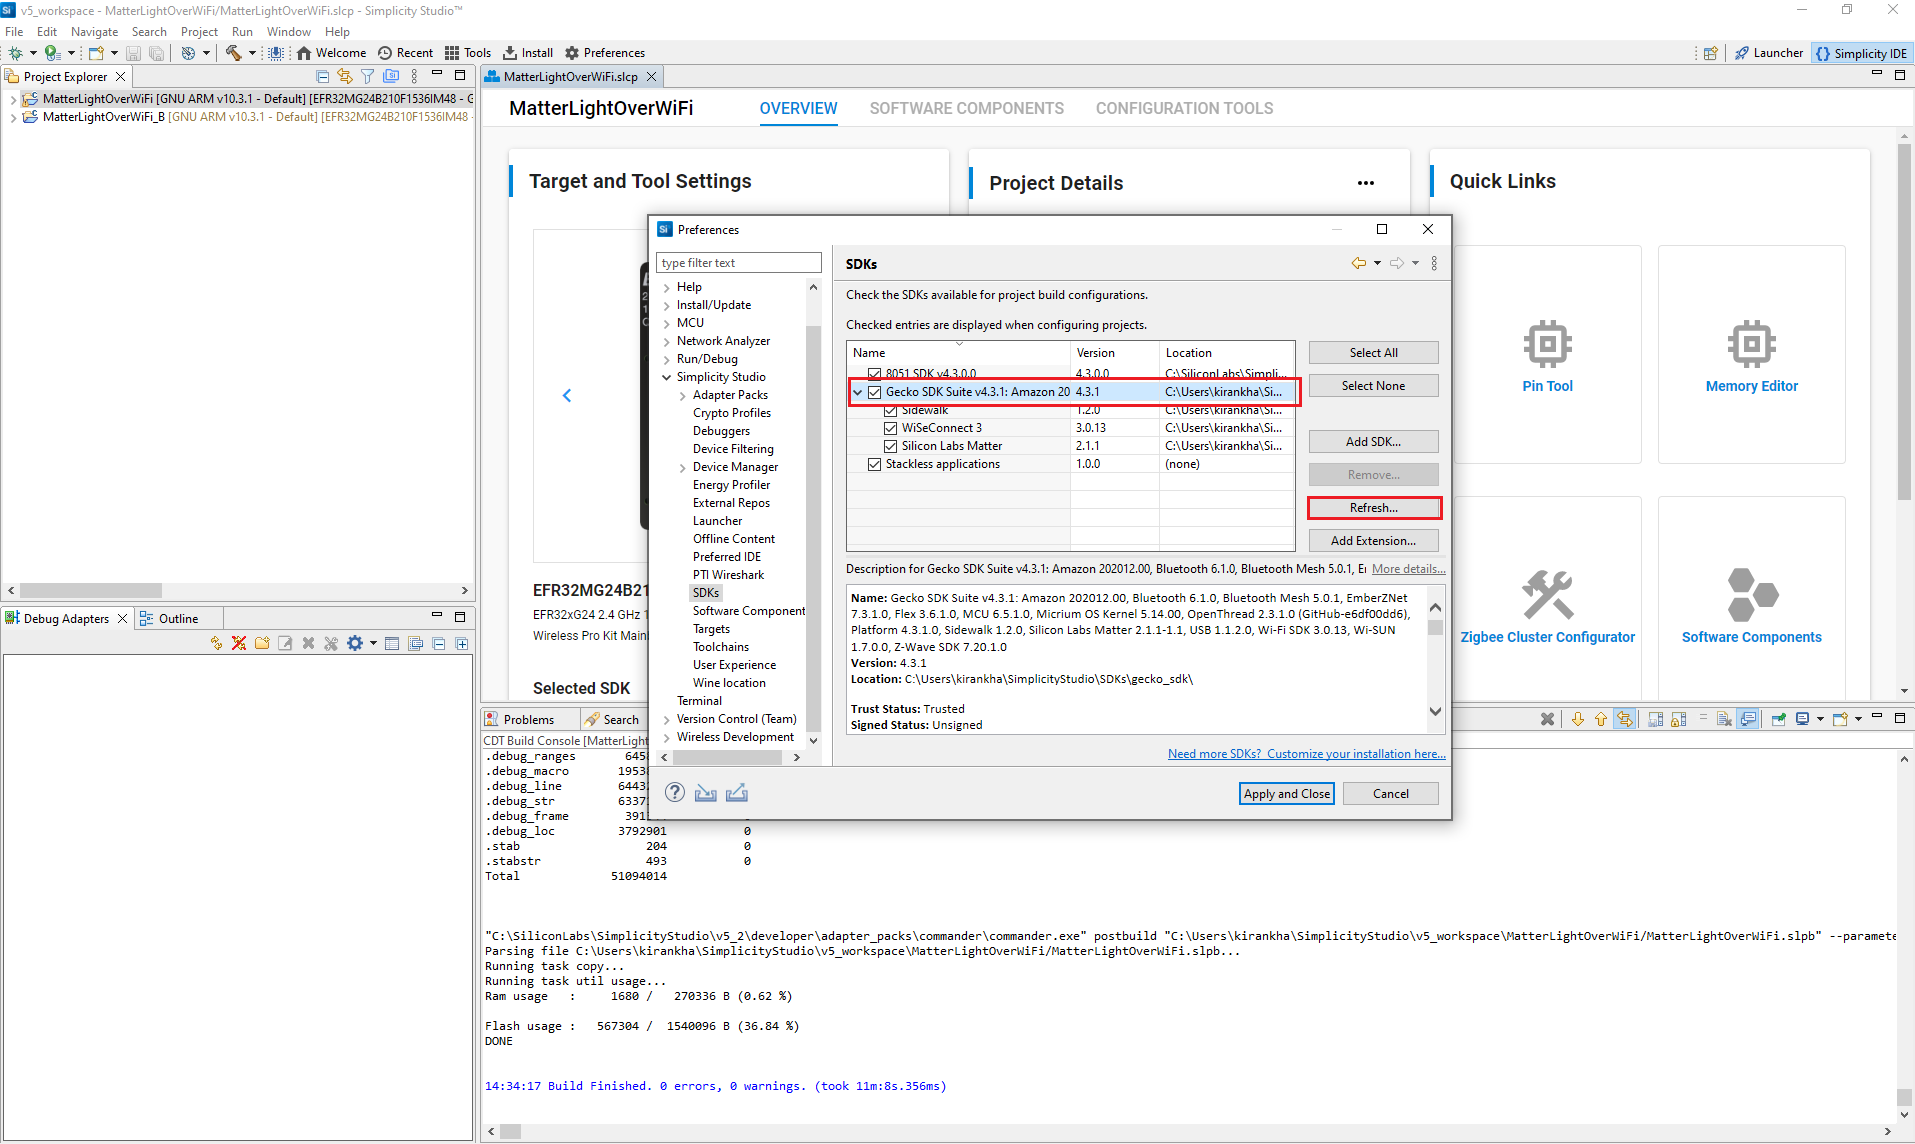 v5_workspace - MatterLightOverWiFi/MatterLightOverWiFi.slcp - Simplicity Studio™
File Edit Navigate Search Project Run Window Help
Welcome Recent Tools Install Preferences Launcher Simplicity IDE
Project Explorer
MatterLightOverWiFi [GNU ARM v10.3.1 - Default] [EFR32MG24B210F1536IM48 - G
MatterLightOverWiFi_B [GNU ARM v10.3.1 - Default] [EFR32MG24B210F1536IM48 -
MatterLightOverWiFi.slcp
MatterLightOverWiFi OVERVIEW SOFTWARE COMPONENTS CONFIGURATION TOOLS
Target and Tool Settings
Project Details
Quick Links
Pin Tool
Memory Editor
Zigbee Cluster Configurator
Software Components
EFR32MG24B21
EFR32xG24 2.4 GHz 1
Wireless Pro Kit Main
Selected SDK
Preferences
type filter text
Help
Install/Update
MCU
Network Analyzer
Run/Debug
Simplicity Studio
Adapter Packs
Crypto Profiles
Debuggers
Device Filtering
Device Manager
Energy Profiler
External Repos
Launcher
Offline Content
Preferred IDE
PTI Wireshark
SDKs
Software Component
Targets
Toolchains
User Experience
Wine location
Terminal
Version Control (Team)
Wireless Development
SDKs
Check the SDKs available for project build configurations.
Checked entries are displayed when configuring projects.
Name Version Location
8051 SDK v4.3.0.0 4.3.0.0 C:\SiliconLabs\Simpli...
Gecko SDK Suite v4.3.1: Amazon 20 4.3.1 C:\Users\kirankha\Si...
Sidewalk 1.2.0 C:\Users\kirankha\Si...
WiSeConnect 3 3.0.13 C:\Users\kirankha\Si...
Silicon Labs Matter 2.1.1 C:\Users\kirankha\Si...
Stackless applications 1.0.0 (none)
Select All
Select None
Add SDK...
Remove...
Refresh...
Add Extension...
Description for Gecko SDK Suite v4.3.1: Amazon 202012.00, Bluetooth 6.1.0, Bluetooth Mesh 5.0.1, Er More details...
Name: Gecko SDK Suite v4.3.1: Amazon 202012.00, Bluetooth 6.1.0, Bluetooth Mesh 5.0.1, EmberZNet
7.3.1.0, Flex 3.6.1.0, MCU 6.5.1.0, Micrium OS Kernel 5.14.00, OpenThread 2.3.1.0 (GitHub-e6df00dd6),
Platform 4.3.1.0, Sidewalk 1.2.0, Silicon Labs Matter 2.1.1-1.1, USB 1.1.2.0, Wi-Fi SDK 3.0.13, Wi-SUN
1.7.0.0, Z-Wave SDK 7.20.1.0
Version: 4.3.1
Location: C:\Users\kirankha\SimplicityStudio\SDKs\gecko_sdk\
Trust Status: Trusted
Signed Status: Unsigned
Need more SDKs? Customize your installation here...
Apply and Close
Cancel
Debug Adapters
Outline
Problems
Search
CDT Build Console [MatterLight
.debug_ranges 645
.debug_macro 1953
.debug_line 6443
.debug_str 6337
.debug_frame 391
.debug_loc 3792901 0
.stab 204 0
.stabstr 493 0
Total 51094014
"C:\SiliconLabs\SimplicityStudio\v5_2\developer\adapter_packs\commander\commander.exe" postbuild "C:\Users\kirankha\SimplicityStudio\v5_workspace\MatterLightOverWiFi/MatterLightOverWiFi.slpb" --paramete
Parsing file C:\Users\kirankha\SimplicityStudio\v5_workspace\MatterLightOverWiFi/MatterLightOverWiFi.slpb...
Running task copy...
Running task util usage...
Ram usage : 1680 / 270336 B (0.62 %)
Flash usage : 567304 / 1540096 B (36.84 %)
DONE
14:34:17 Build Finished. 0 errors, 0 warnings. (took 11m:8s.356ms)